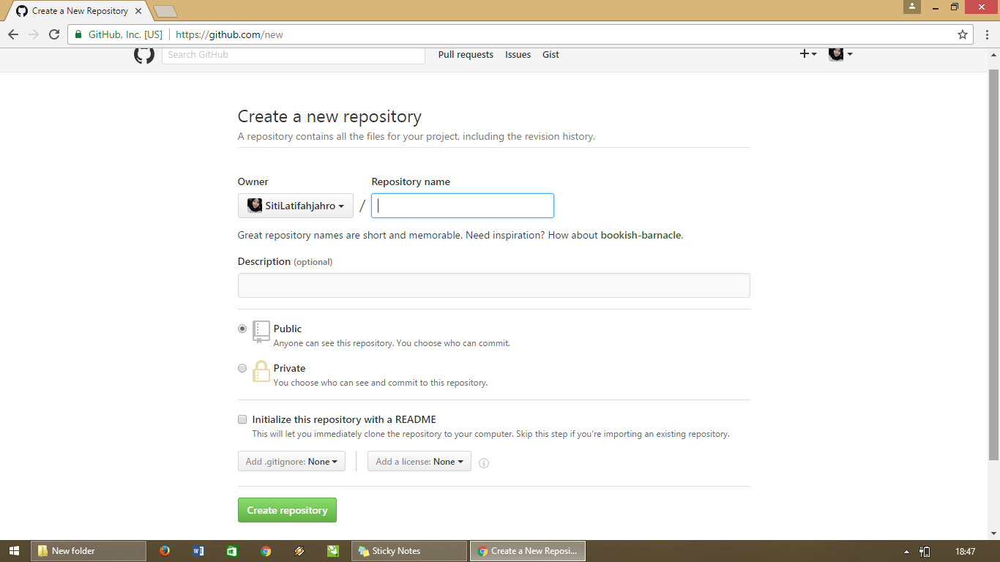 Create a New Repository
GitHub, Inc. [US] https://github.com/new
Search GitHub Pull requests Issues Gist
Create a new repository
A repository contains all the files for your project, including the revision history.
Owner Repository name
SitiLatifahjahro /
Great repository names are short and memorable. Need inspiration? How about bookish-barnacle.
Description (optional)
Public
Anyone can see this repository. You choose who can commit.
Private
You choose who can see and commit to this repository.
Initialize this repository with a README
This will let you immediately clone the repository to your computer. Skip this step if you’re importing an existing repository.
Add .gitignore: None Add a license: None
Create repository
New folder Sticky Notes Create a New Reposi... 18:47